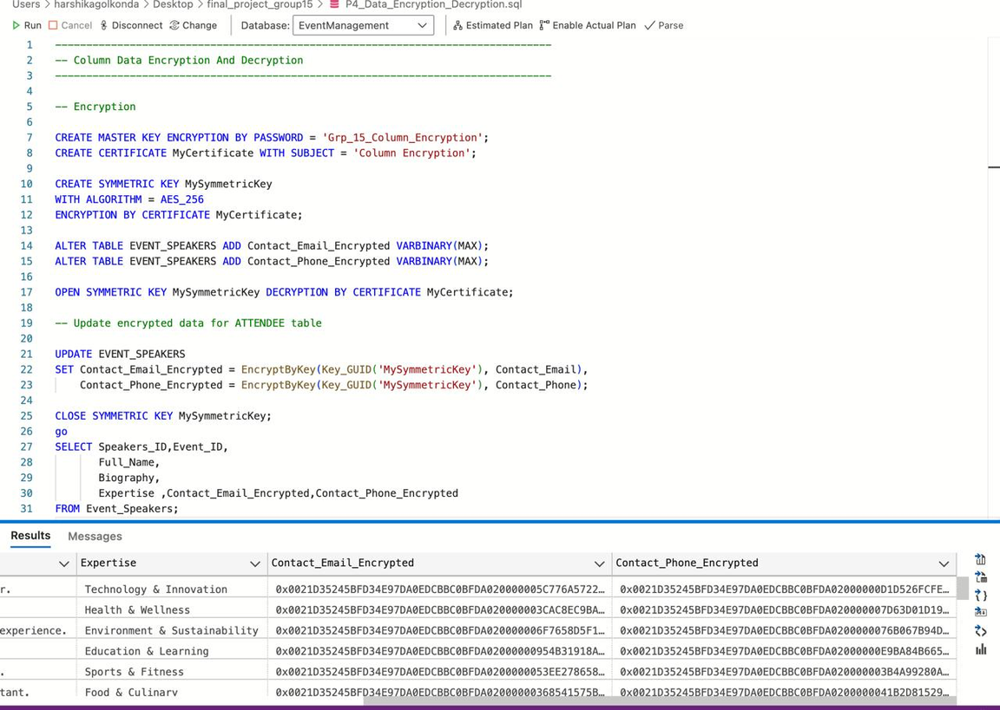 Users > harshikagolkonda > Desktop > final_project_group15 > P4_Data_Encryption_Decryption.sql
Run Cancel Disconnect Change Database: EventManagement Estimated Plan Enable Actual Plan Parse
1 --------------------------------------------------------------------------------
2 -- Column Data Encryption And Decryption
3 --------------------------------------------------------------------------------
4
5 -- Encryption
6
7 CREATE MASTER KEY ENCRYPTION BY PASSWORD = 'Grp_15_Column_Encryption';
8 CREATE CERTIFICATE MyCertificate WITH SUBJECT = 'Column Encryption';
9
10 CREATE SYMMETRIC KEY MySymmetricKey
11 WITH ALGORITHM = AES_256
12 ENCRYPTION BY CERTIFICATE MyCertificate;
13
14 ALTER TABLE EVENT_SPEAKERS ADD Contact_Email_Encrypted VARBINARY(MAX);
15 ALTER TABLE EVENT_SPEAKERS ADD Contact_Phone_Encrypted VARBINARY(MAX);
16
17 OPEN SYMMETRIC KEY MySymmetricKey DECRYPTION BY CERTIFICATE MyCertificate;
18
19 -- Update encrypted data for ATTENDEE table
20
21 UPDATE EVENT_SPEAKERS
22 SET Contact_Email_Encrypted = EncryptByKey(Key_GUID('MySymmetricKey'), Contact_Email),
23 Contact_Phone_Encrypted = EncryptByKey(Key_GUID('MySymmetricKey'), Contact_Phone);
24
25 CLOSE SYMMETRIC KEY MySymmetricKey;
26 go
27 SELECT Speakers_ID,Event_ID,
28 Full_Name,
29 Biography,
30 Expertise ,Contact_Email_Encrypted,Contact_Phone_Encrypted
31 FROM Event_Speakers;
Results Messages
Expertise Contact_Email_Encrypted Contact_Phone_Encrypted
r. Technology & Innovation 0x0021D35245BFD34E97DA0EDCBBC0BFDA020000005C776A5722… 0x0021D35245BFD34E97DA0EDCBBC0BFDA02000000D1D526FCFE…
Health & Wellness 0x0021D35245BFD34E97DA0EDCBBC0BFDA020000003CAC8EC9BA… 0x0021D35245BFD34E97DA0EDCBBC0BFDA020000007D63D01D19…
experience. Environment & Sustainability 0x0021D35245BFD34E97DA0EDCBBC0BFDA020000006F7658D5F1… 0x0021D35245BFD34E97DA0EDCBBC0BFDA0200000076B067B94D…
Education & Learning 0x0021D35245BFD34E97DA0EDCBBC0BFDA02000000954B31918A… 0x0021D35245BFD34E97DA0EDCBBC0BFDA02000000E9BA84B665…
. Sports & Fitness 0x0021D35245BFD34E97DA0EDCBBC0BFDA0200000053EE278658… 0x0021D35245BFD34E97DA0EDCBBC0BFDA020000003B4A99280A…
tant. Food & Culinary 0x0021D35245BFD34E97DA0EDCBBC0BFDA02000000368541575B… 0x0021D35245BFD34E97DA0EDCBBC0BFDA0200000041B2D81529…